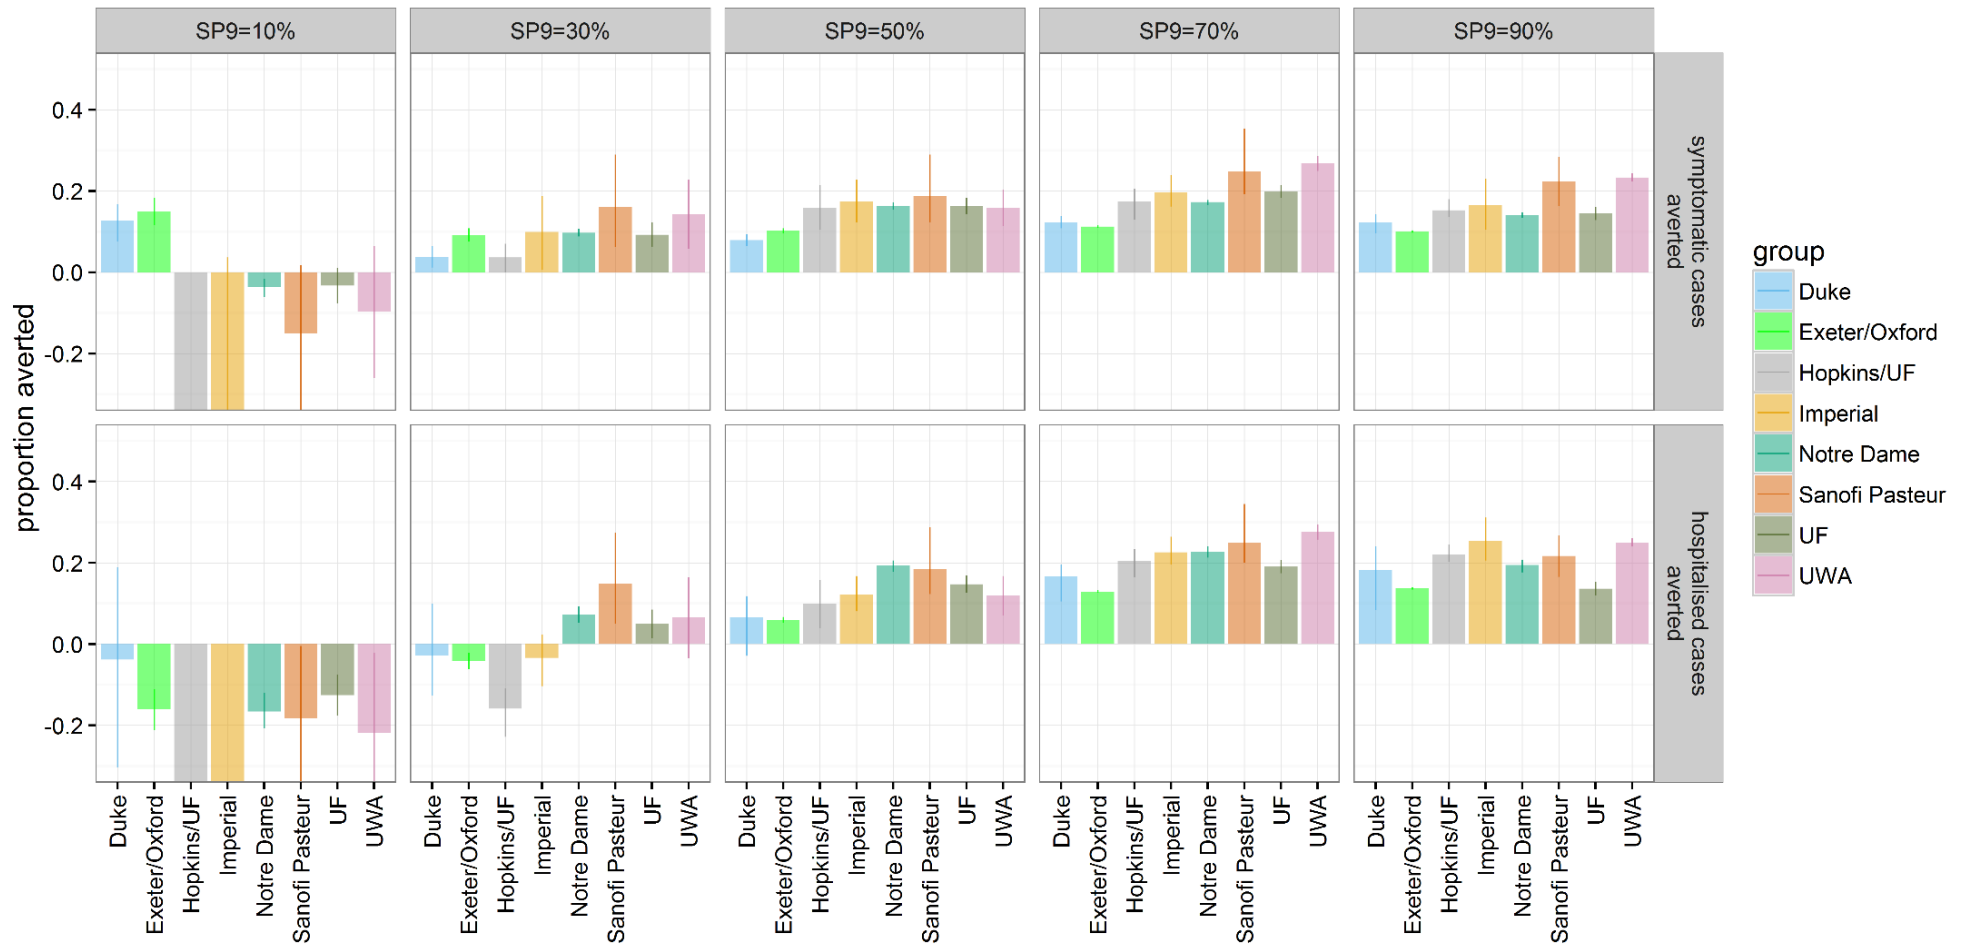 SP9=10%
SP9=30%
SP9=50%
SP9=70%
SP9=90%
proportion averted
0.4
0.2
0.0
-0.2
symptomatic cases
averted
0.4
0.2
0.0
-0.2
hospitalised cases
averted
Duke
Exeter/Oxford
Hopkins/UF
Imperial
Notre Dame
Sanofi Pasteur
UF
UWA
Duke
Exeter/Oxford
Hopkins/UF
Imperial
Notre Dame
Sanofi Pasteur
UF
UWA
Duke
Exeter/Oxford
Hopkins/UF
Imperial
Notre Dame
Sanofi Pasteur
UF
UWA
Duke
Exeter/Oxford
Hopkins/UF
Imperial
Notre Dame
Sanofi Pasteur
UF
UWA
Duke
Exeter/Oxford
Hopkins/UF
Imperial
Notre Dame
Sanofi Pasteur
UF
UWA
group
Duke
Exeter/Oxford
Hopkins/UF
Imperial
Notre Dame
Sanofi Pasteur
UF
UWA